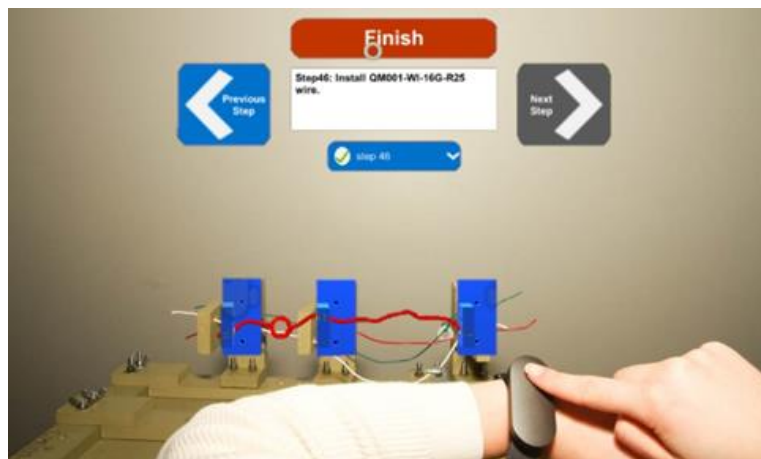 Finish
Previous
Step
Step46: Install QM001-WI-16G-R25
wire.
Next
Step
step 46